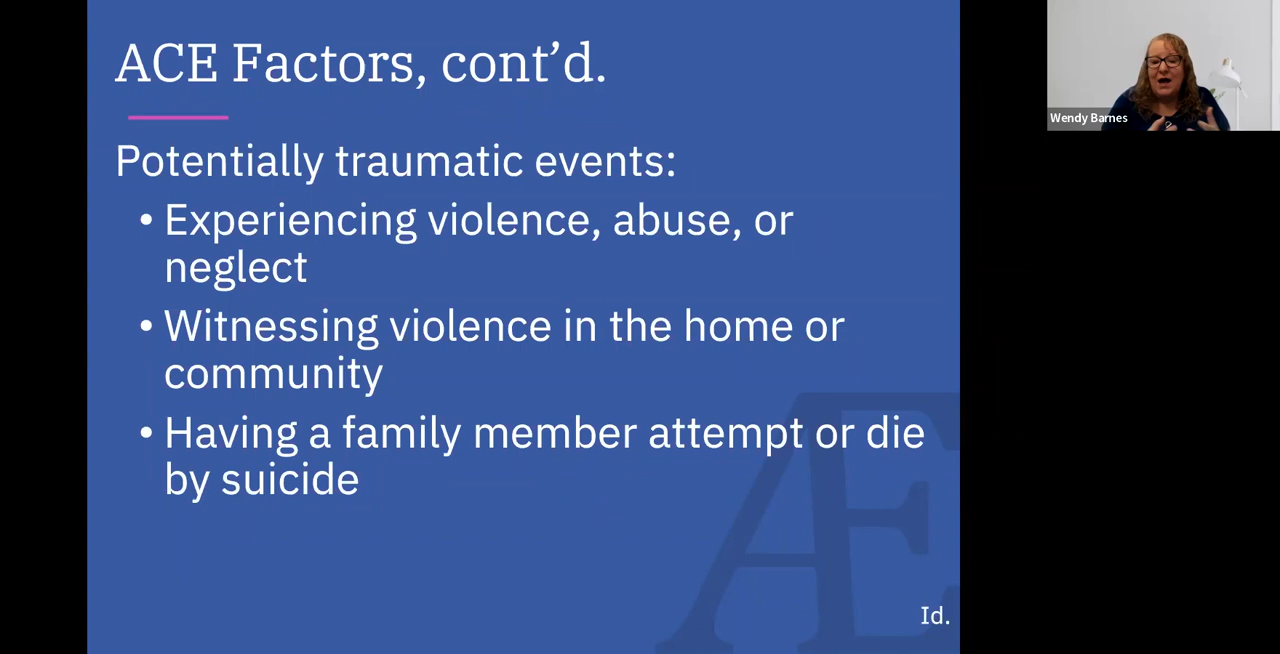 ACE Factors, cont’d.
Potentially traumatic events:
• Experiencing violence, abuse, or
neglect
• Witnessing violence in the home or
community
• Having a family member attempt or die
by suicide
Æ
Id.
Wendy Barnes